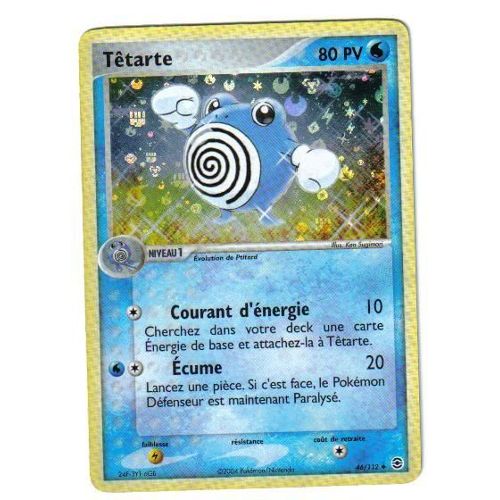 Têtarte 80 PV
Illus. Ken Sugimori
NIVEAU 1
Évolution de Ptitard
Courant d'énergie 10
Cherchez dans votre deck une carte
Énergie de base et attachez-la à Têtarte.
Écume 20
Lancez une pièce. Si c'est face, le Pokémon
Défenseur est maintenant Paralysé.
faiblesse résistance coût de retraite
©2004 Pokémon/Nintendo 46/112